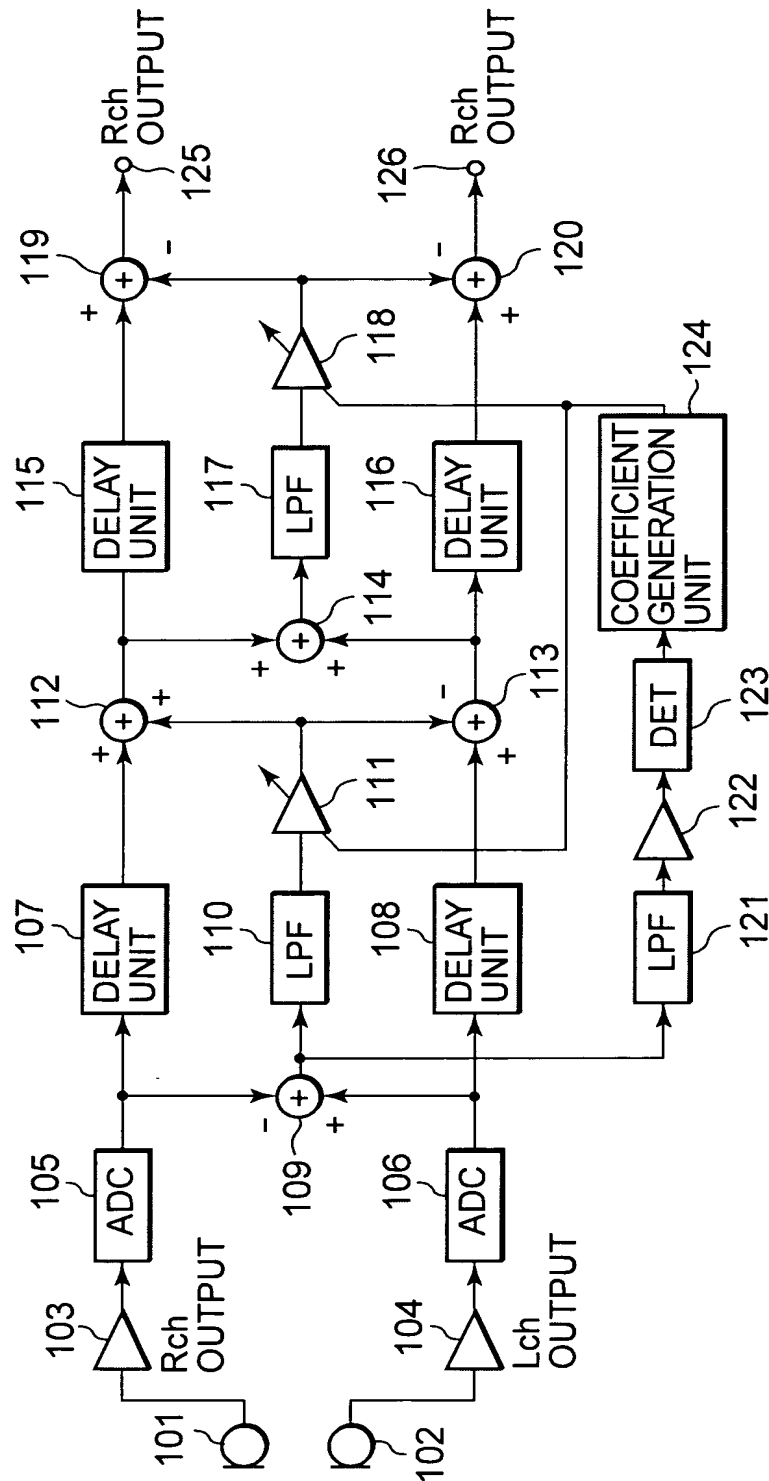 101
103
Rch
OUTPUT
105
ADC
107
DELAY
UNIT
112
+
+
+
115
DELAY
UNIT
119
+
+
-
125
Rch
OUTPUT
-
+
109
+
110
LPF
111
114
+
+
+
117
LPF
118
102
104
Lch
OUTPUT
106
ADC
108
DELAY
UNIT
113
+
-
+
116
DELAY
UNIT
120
+
-
+
126
Rch
OUTPUT
121
LPF
122
123
DET
124
COEFFICIENT
GENERATION
UNIT